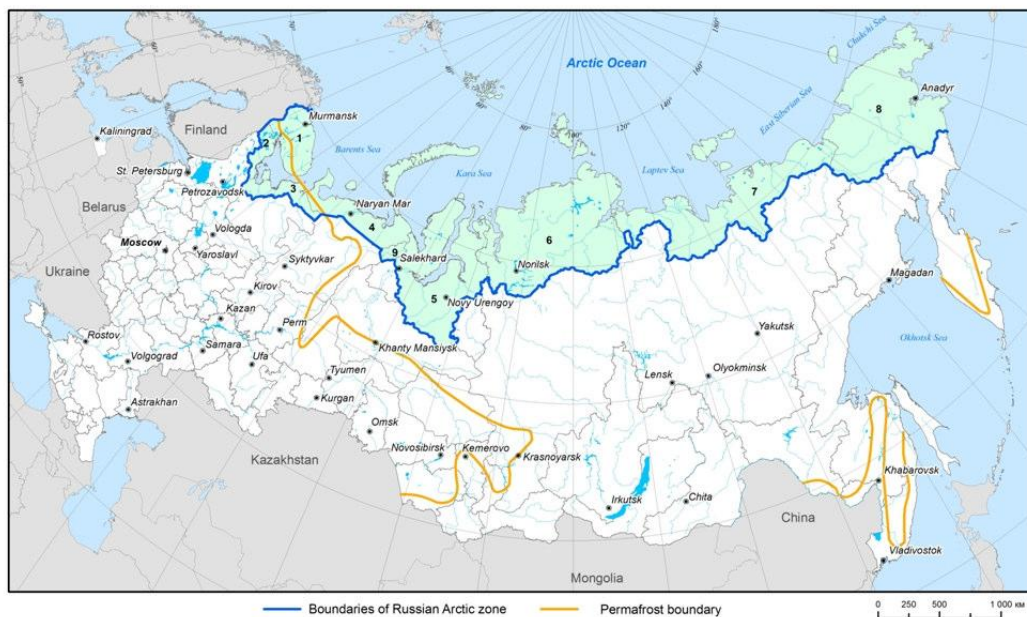 Chukchi Sea
Arctic Ocean
Anadyr
8
East Siberian Sea
Murmansk
Kaliningrad
Finland
1
2
Barents Sea
Kara Sea
Laptev Sea
St. Petersburg
Petrozavodsk
3
7
Belarus
Naryan Mar
Vologda
4
Moscow
Yaroslavl
9
6
Salekhard
Norilsk
Ukraine
Syktyvkar
Magadan
Kirov
5
Novy Urengoy
Kazan
Perm
Yakutsk
Okhotsk Sea
Rostov
Khanty Mansiysk
Samara
Ufa
Volgograd
Tyumen
Lensk
Olyokminsk
Kurgan
Astrakhan
Omsk
Novosibirsk
Kemerovo
Krasnoyarsk
Kazakhstan
Khabarovsk
Irkutsk
Chita
China
Vladivostok
Mongolia
Boundaries of Russian Arctic zone
Permafrost boundary
0 250 500 1 000 км